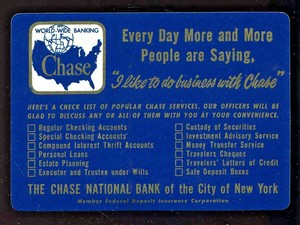 WORLD-WIDE BANKING
Chase
Every Day More and More
People are Saying,
"I like to do business with Chase"
HERE'S A CHECK LIST OF POPULAR CHASE SERVICES. OUR OFFICERS WILL BE
GLAD TO DISCUSS ANY OR ALL OF THEM WITH YOU AT YOUR CONVENIENCE.
Regular Checking Accounts
Special Checking Accounts
Compound Interest Thrift Accounts
Personal Loans
Estate Planning
Executor and Trustee under Wills
Custody of Securities
Investment Advisory Service
Money Transfer Service
Travelers Cheques
Travelers' Letters of Credit
Safe Deposit Boxes
THE CHASE NATIONAL BANK of the City of New York
Member Federal Deposit Insurance Corporation